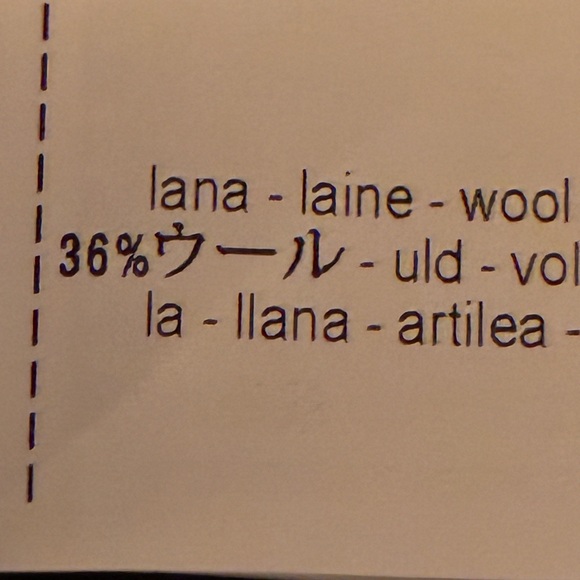 lana - laine - wool
36%ウール - uld - vol
la - llana - artilea -